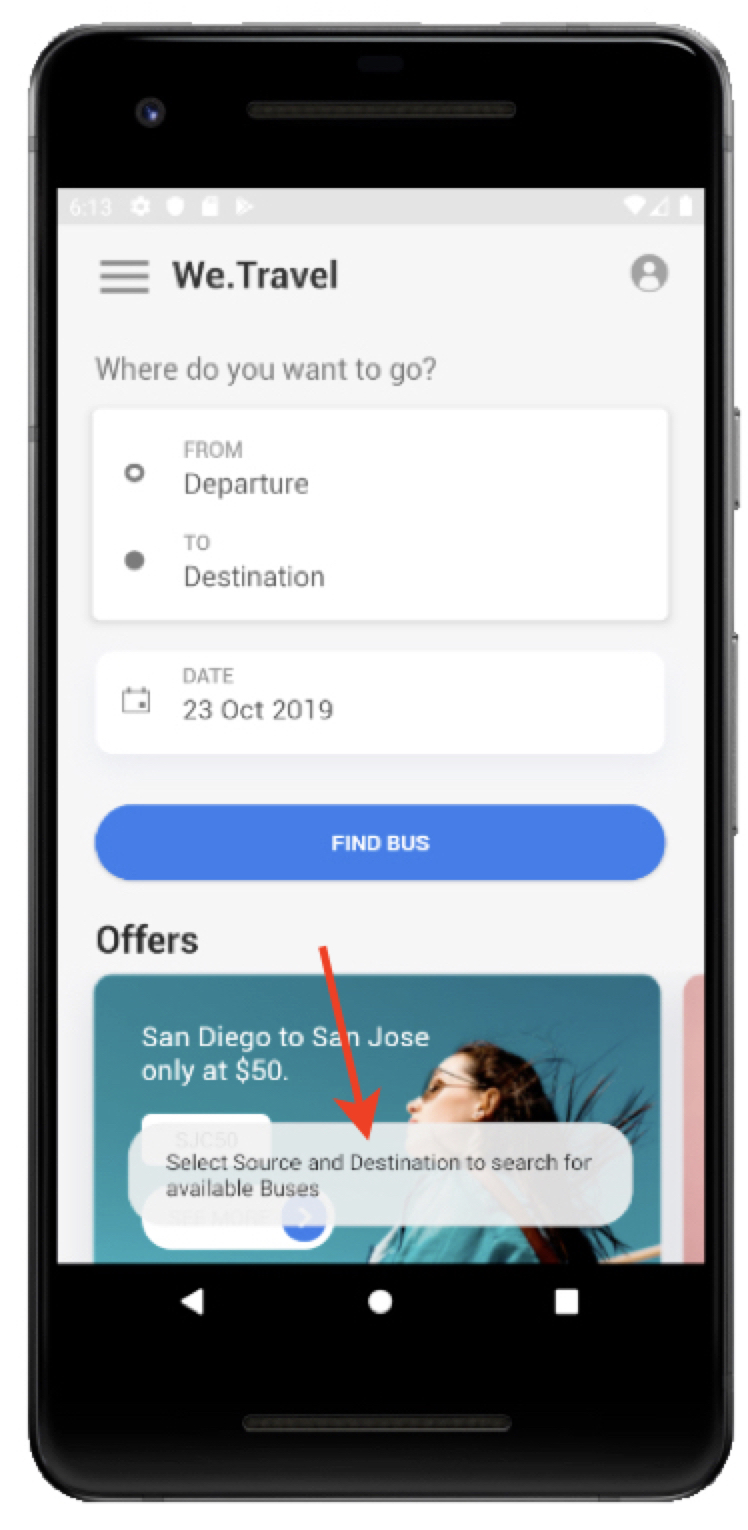 6:13
We.Travel
Where do you want to go?
FROM
Departure
TO
Destination
DATE
23 Oct 2019
FIND BUS
Offers
San Diego to San Jose
only at $50.
SJC50
Select Source and Destination to search for
available Buses
SEE MORE